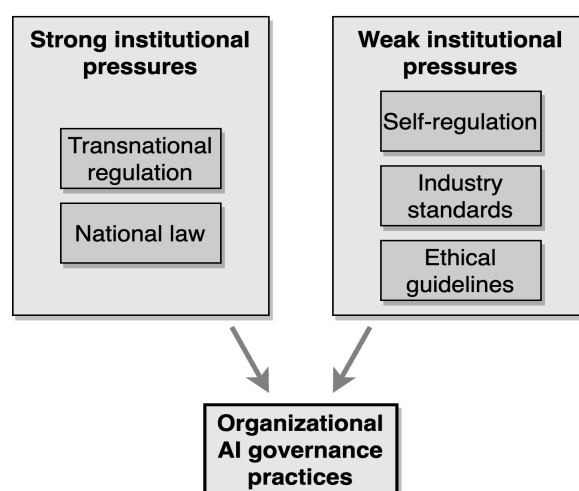 Strong institutional
pressures
Transnational
regulation
National law
Weak institutional
pressures
Self-regulation
Industry
standards
Ethical
guidelines
Organizational
AI governance
practices